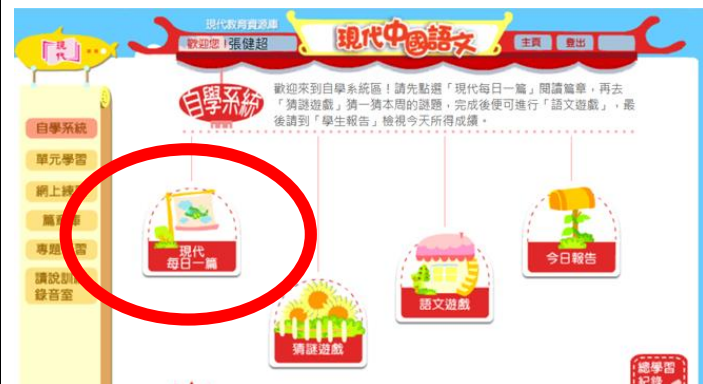 現代教育資源庫
現代中國語文
歡迎您！張健超
主頁
登出
現代
自學系統
歡迎來到自學系統區！請先點選「現代每日一篇」閱讀篇章，再去
「猜謎遊戲」猜一猜本周的謎題，完成後便可進行「語文遊戲」，最
後請到「學生報告」檢視今天所得成績。
自學系統
單元學習
網上練
專題 習
讀說訓
錄音室
現代
每日一篇
今日報告
語文遊戲
猜謎遊戲
總學習
紀錄